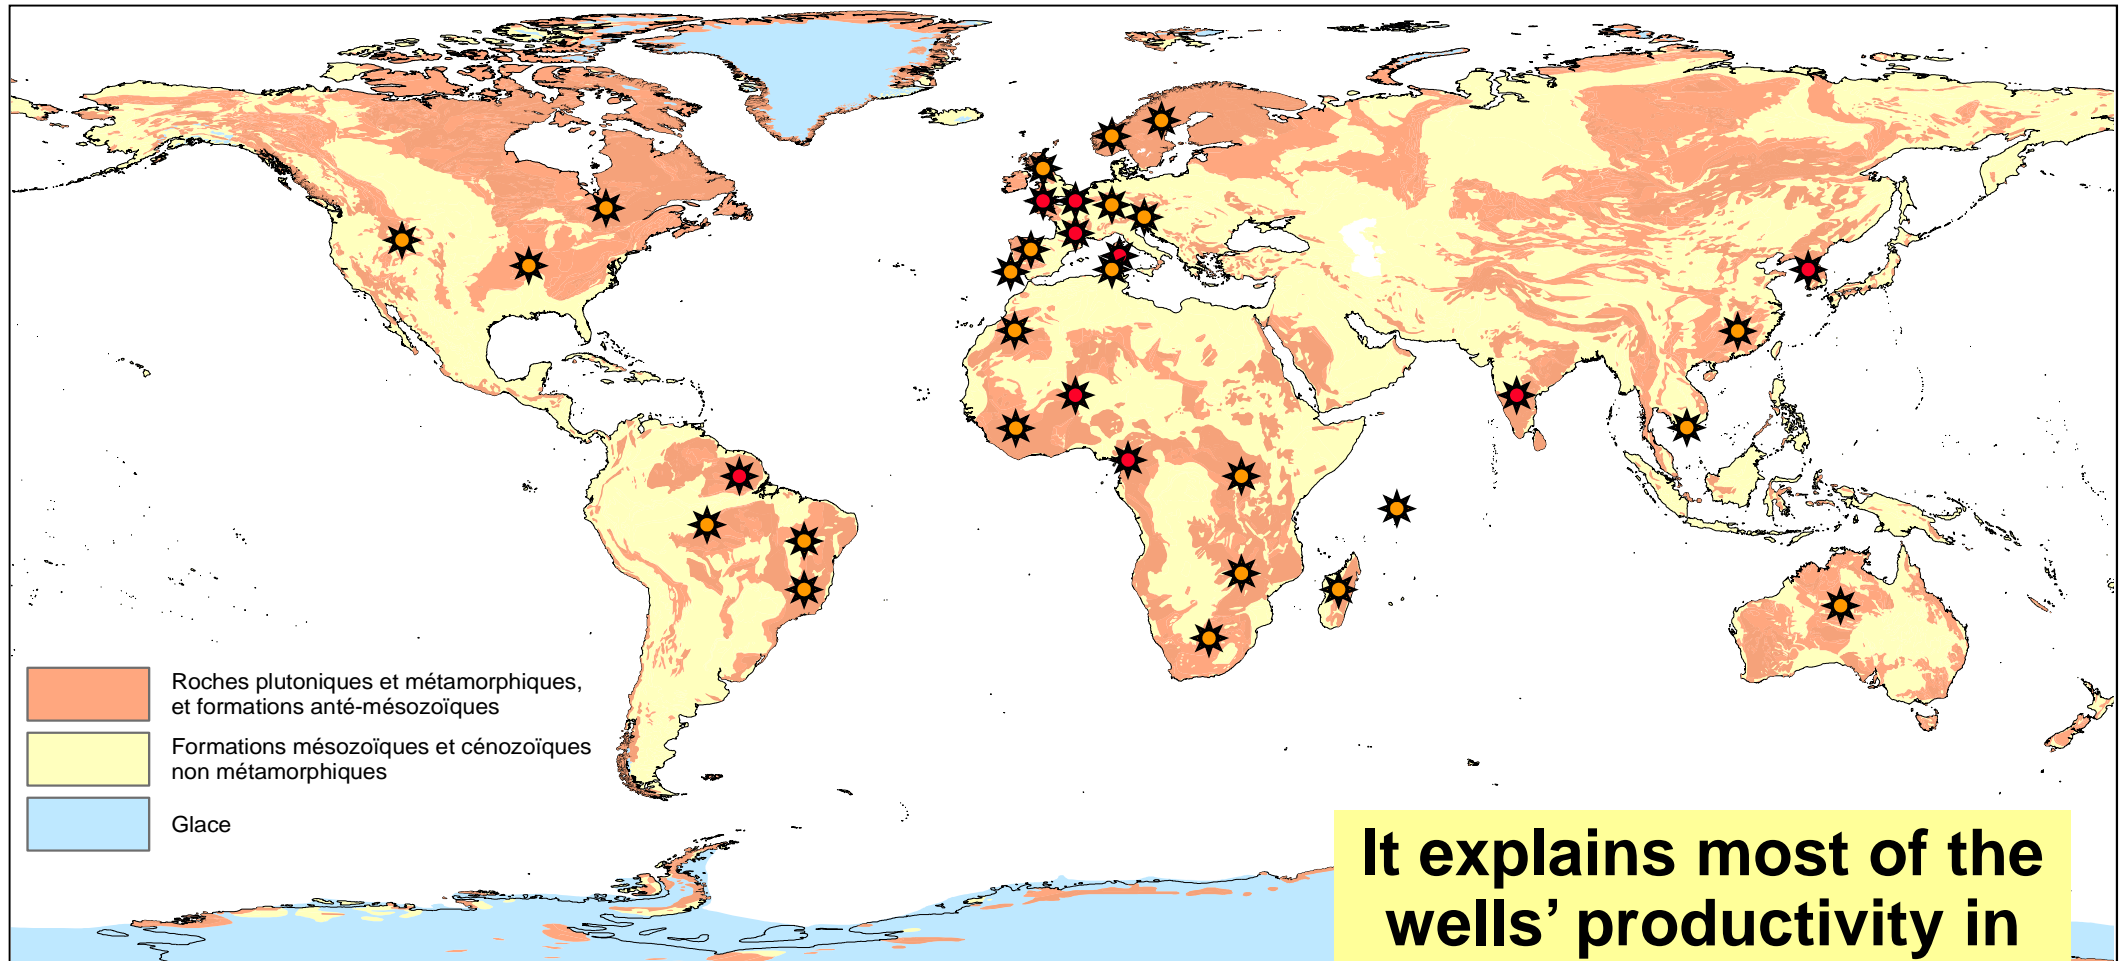 Roches plutoniques et métamorphiques,
et formations anté-mésozoïques
Formations mésozoïques et cénozoïques
non métamorphiques
Glace
It explains most of the
wells’ productivity in